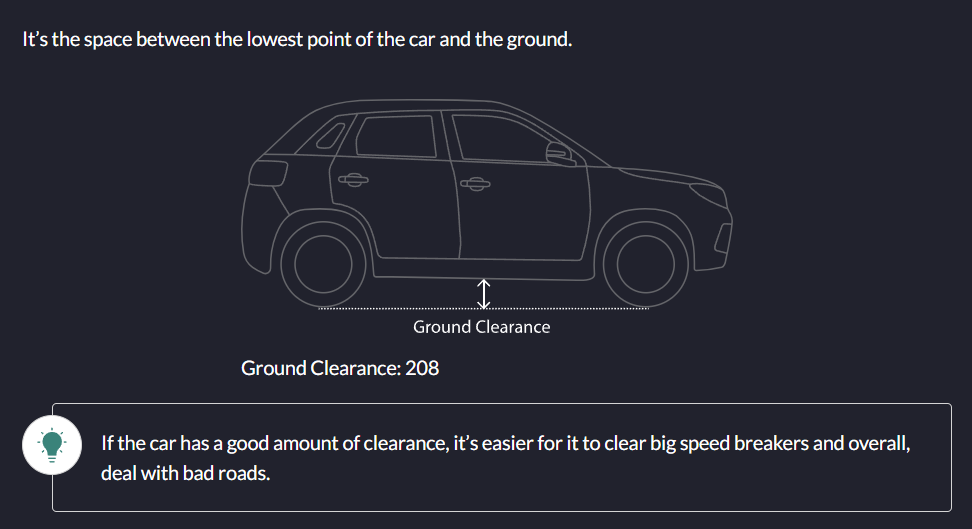 It’s the space between the lowest point of the car and the ground.
Ground Clearance
Ground Clearance: 208
If the car has a good amount of clearance, it’s easier for it to clear big speed breakers and overall,
deal with bad roads.